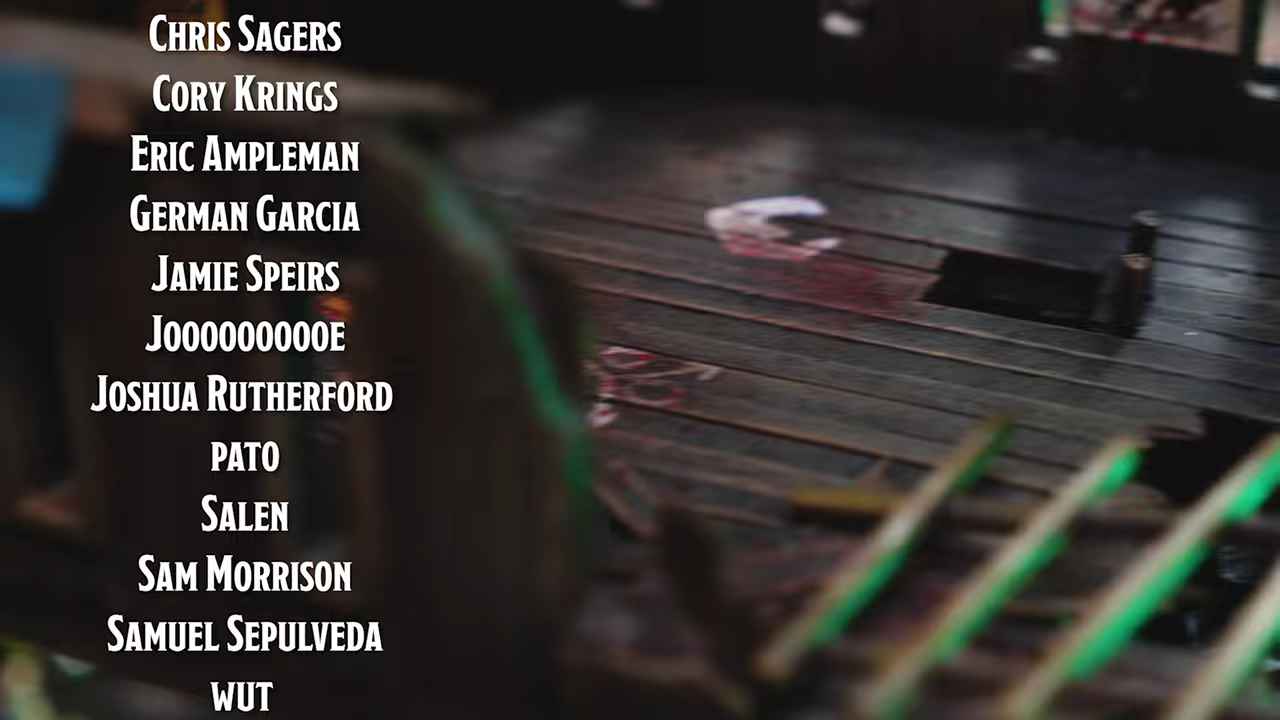 Chris Sagers
Cory Krings
Eric Ampleman
German Garcia
Jamie Speirs
Joooooooooe
Joshua Rutherford
pato
Salen
Sam Morrison
Samuel Sepulveda
wut